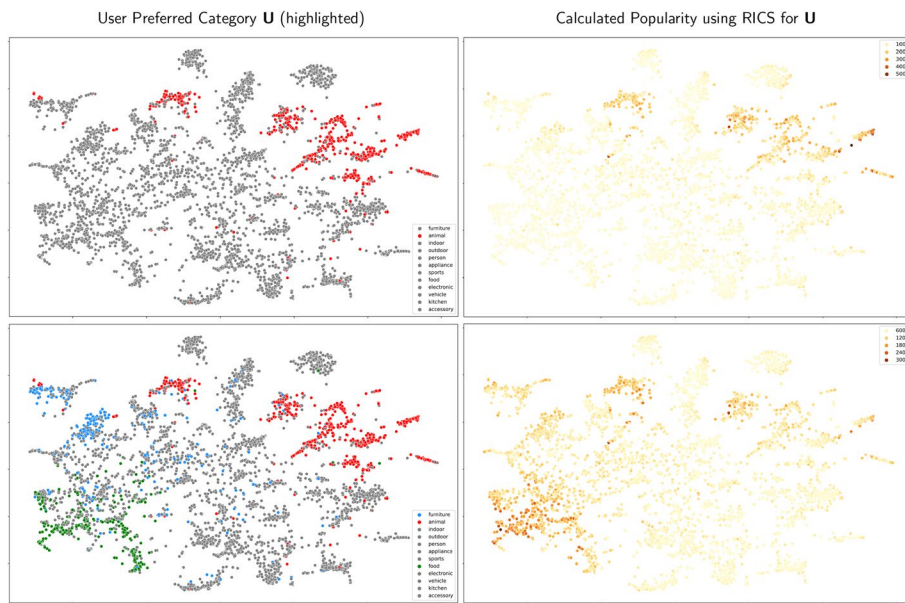 User Preferred Category U (highlighted)
Calculated Popularity using RICS for U
furniture
animal
indoor
outdoor
person
appliance
sports
food
electronic
vehicle
kitchen
accessory
furniture
animal
indoor
outdoor
person
appliance
sports
food
electronic
vehicle
kitchen
accessory